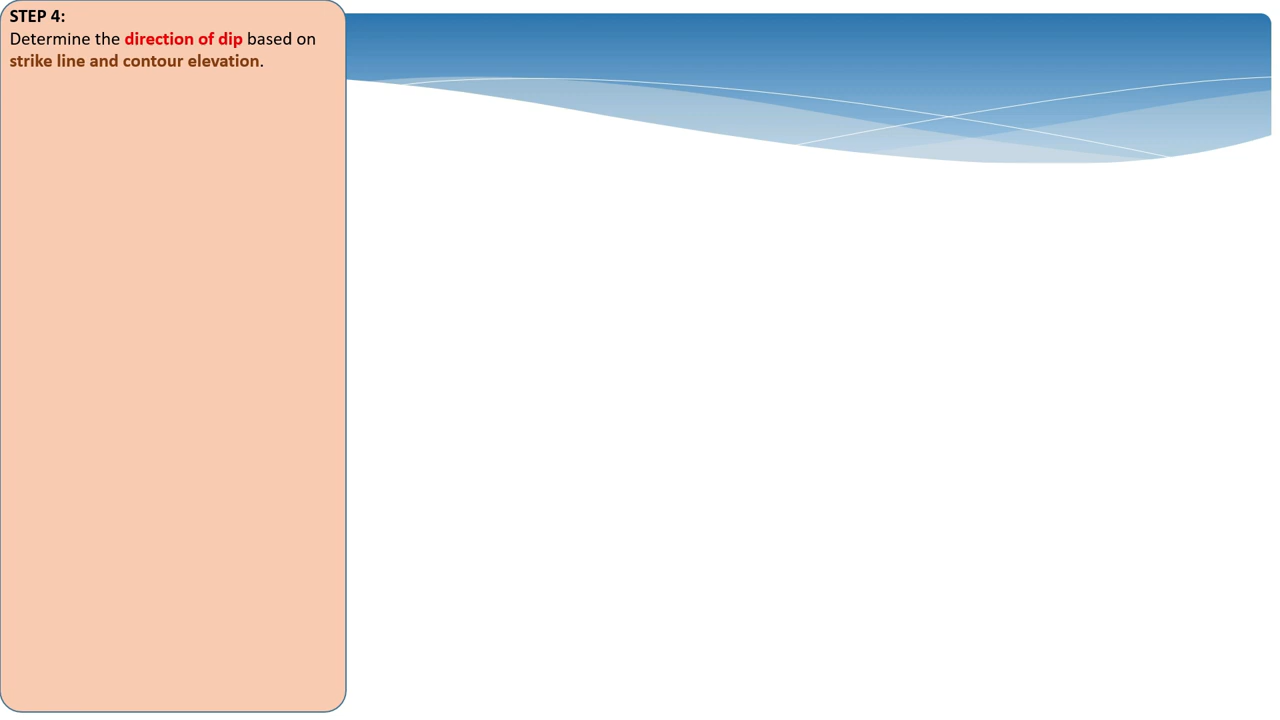 STEP 4:
Determine the direction of dip based on
strike line and contour elevation.